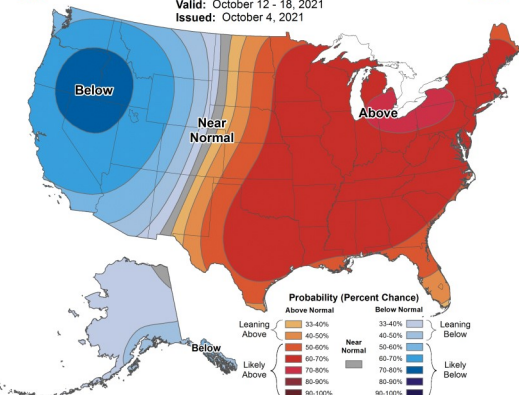 Valid: October 12 - 18, 2021
Issued: October 4, 2021
Below
Near
Normal
Above
Below
Probability (Percent Chance)
Above Normal
Below Normal
Leaning
Above
33-40%
40-50%
Likely
Above
50-60%
60-70%
70-80%
80-90%
90-100%
Near
Normal
33-40%
40-50%
Leaning
Below
50-60%
60-70%
70-80%
80-90%
90-100%
Likely
Below